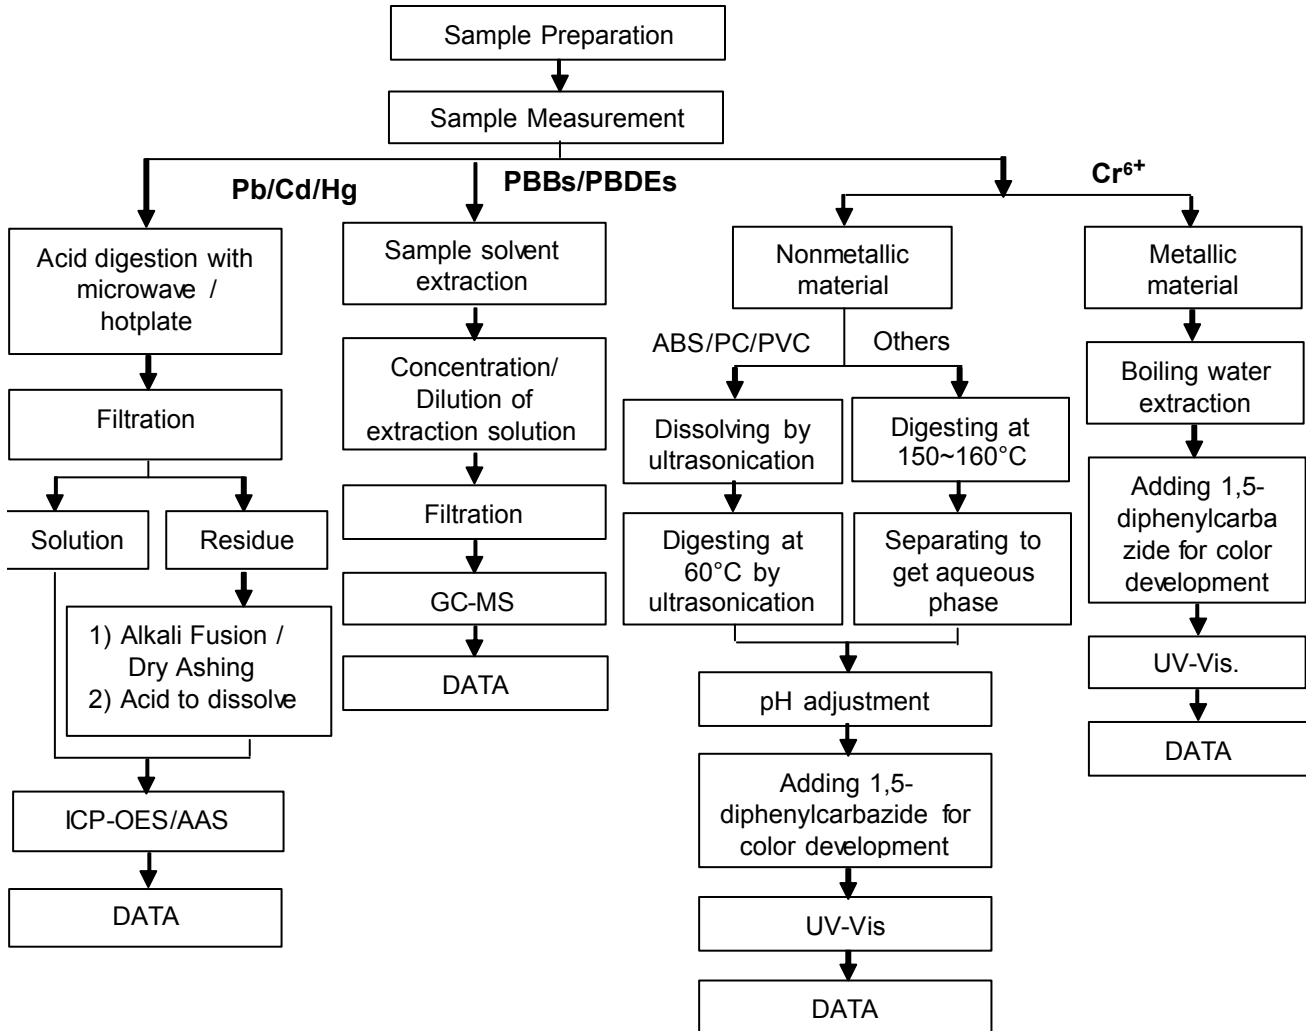 Sample Preparation
Sample Measurement
Pb/Cd/Hg
PBBs/PBDEs
Cr⁶⁺
Acid digestion with
microwave /
hotplate
Filtration
Solution
Residue
1) Alkali Fusion /
Dry Ashing
2) Acid to dissolve
ICP-OES/AAS
DATA
Sample solvent
extraction
Concentration/
Dilution of
extraction solution
Filtration
GC-MS
DATA
Nonmetallic
material
ABS/PC/PVC
Others
Dissolving by
ultrasonication
Digesting at
60°C by
ultrasonication
Digesting at
150~160°C
Separating to
get aqueous
phase
pH adjustment
Adding 1,5-
diphenylcarbazide for
color development
UV-Vis
DATA
Metallic
material
Boiling water
extraction
Adding 1,5-
diphenylcarba
zide for color
development
UV-Vis.
DATA